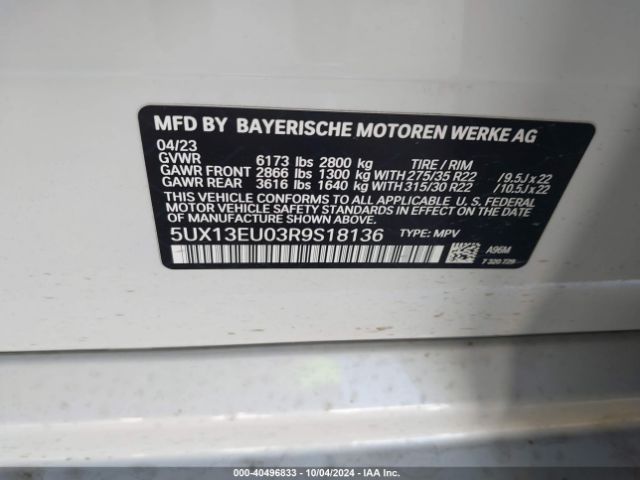 MFD BY BAYERISCHE MOTOREN WERKE AG
04/23
GVWR 6173 lbs 2800 kg TIRE / RIM
GAWR FRONT 2866 lbs 1300 kg WITH 275/35 R22 / 9.5J x 22
GAWR REAR 3616 lbs 1640 kg WITH 315/30 R22 / 10.5J x 22
THIS VEHICLE CONFORMS TO ALL APPLICABLE U. S. FEDERAL MOTOR
VEHICLE SAFETY STANDARDS IN EFFECT ON THE DATE OF
MANUFACTURE SHOWN ABOVE.
5UX13EU03R9S18136 TYPE: MPV
A96M
7 320 729
© - 40496833 - 10/04/2024 - IAA Inc.